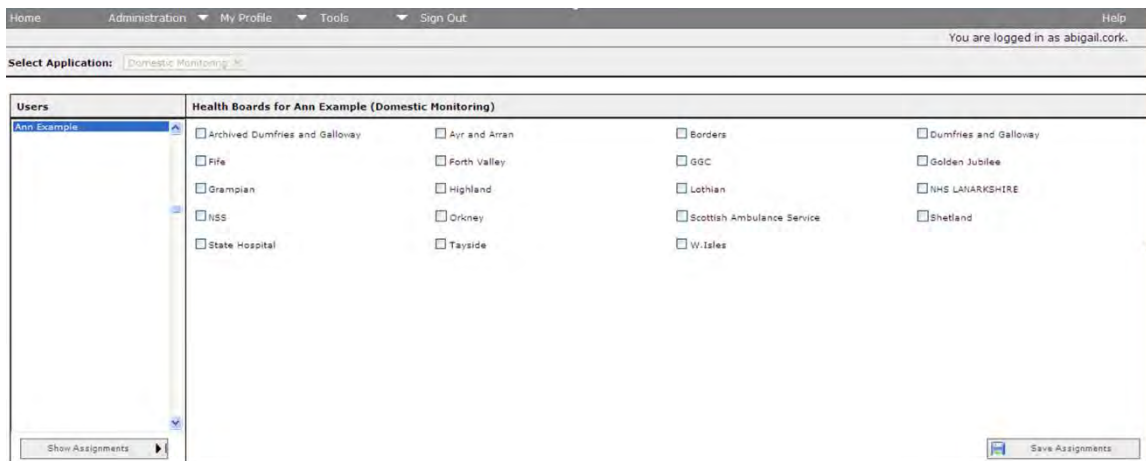 Home Administration My Profile Tools Sign Out Help
You are logged in as abigail.cork.
Select Application: Domestic Monitoring
Users Health Boards for Ann Example (Domestic Monitoring)
Ann Example
Archived Dumfries and Galloway Ayr and Arran Borders Dumfries and Galloway
Fife Forth Valley GGC Golden Jubilee
Grampian Highland Lothian NHS LANARKSHIRE
NSS Orkney Scottish Ambulance Service Shetland
State Hospital Tayside W.Isles
Show Assignments Save Assignments